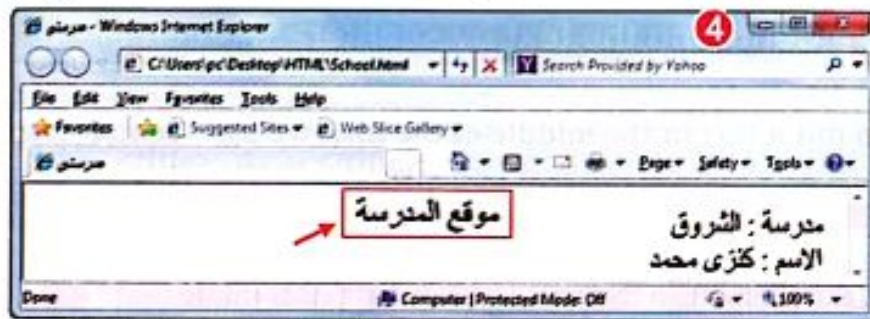 مدرستي - Windows Internet Explorer
4
C:\Users\pc\Desktop\HTML\School.html
Search Provided by Yahoo
File Edit View Favorites Tools Help
Favorites Suggested Sites Web Slice Gallery
مدرستي Page Safety Tools
موقع المدرسة
مدرسة : الشروق
الاسم : كنزى محمد
Done Computer | Protected Mode: Off 100%